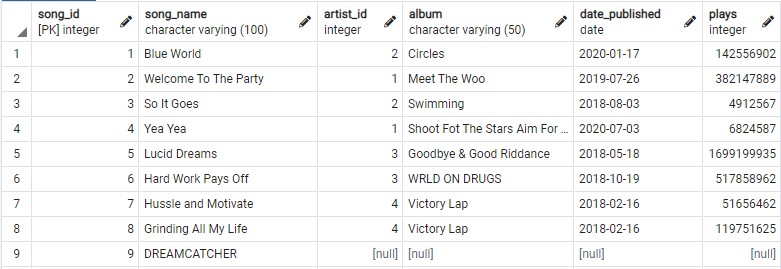 song_id song_name artist_id album date_published plays
[PK] integer character varying (100) integer character varying (50) date integer
1 1 Blue World 2 Circles 2020-01-17 142556902
2 2 Welcome To The Party 1 Meet The Woo 2019-07-26 382147889
3 3 So It Goes 2 Swimming 2018-08-03 4912567
4 4 Yea Yea 1 Shoot Fot The Stars Aim For ... 2020-07-03 6824587
5 5 Lucid Dreams 3 Goodbye & Good Riddance 2018-05-18 1699199935
6 6 Hard Work Pays Off 3 WRLD ON DRUGS 2018-10-19 517858962
7 7 Hussle and Motivate 4 Victory Lap 2018-02-16 51656462
8 8 Grinding All My Life 4 Victory Lap 2018-02-16 119751625
9 9 DREAMCATCHER [null] [null] [null] [null]